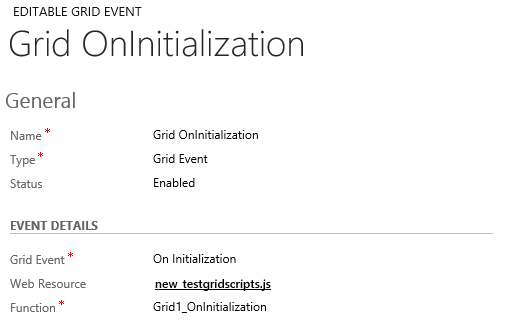 EDITABLE GRID EVENT
Grid OnInitialization
General
Name * Grid OnInitialization
Type * Grid Event
Status Enabled
EVENT DETAILS
Grid Event * On Initialization
Web Resource new_testgridscripts.js
Function * Grid1_OnInitialization